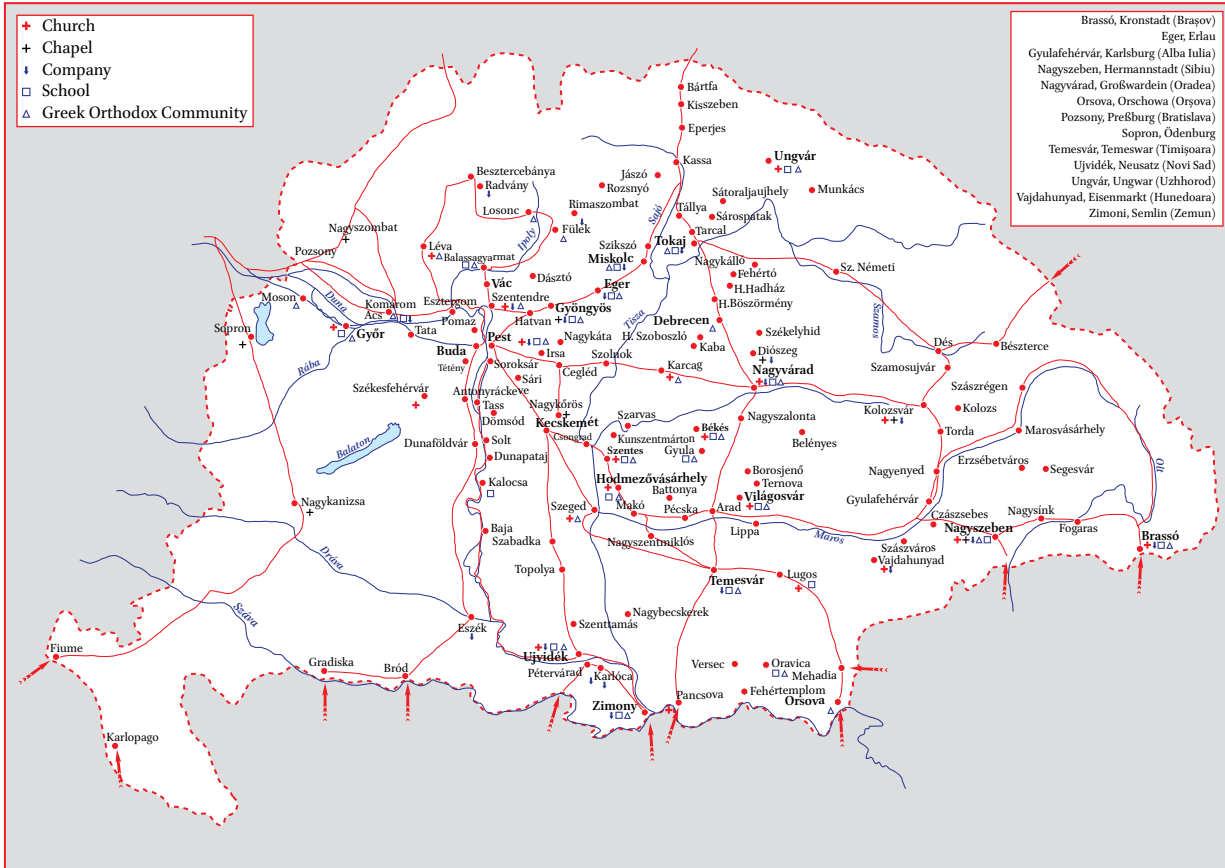 Church
Chapel
Company
School
Greek Orthodox Community
Brassó, Kronstadt (Brașov)
Eger, Erlau
Gyulafehérvár, Karlsburg (Alba Iulia)
Nagyszeben, Hermannstadt (Sibiu)
Nagyvárad, Großwardein (Oradea)
Orsova, Orschowa (Orșova)
Pozsony, Preßburg (Bratislava)
Sopron, Ödenburg
Temesvár, Temeswar (Timișoara)
Ujvidék, Neusatz (Novi Sad)
Ungvár, Ungwar (Uzhhorod)
Vajdahunyad, Eisenmarkt (Hunedoara)
Zimoni, Semlin (Zemun)
Bártfa
Kisszeben
Eperjes
Kassa
Ungvár
Jászó
Rozsnyó
Munkács
Besztercebánya
Radvány
Sátoraljaujhely
Losonc
Rimaszombat
Tállya
Sárospatak
Nagyszombat
Fülek
Sajó
Ipoly
Tarcal
Pozsony
Léva
Balassagyarmat
Szikszó
Tokaj
Miskolc
Nagykálló
Sz. Németi
Dásztó
Fehértó
Vác
Eger
H.Hadház
Moson
Duna
Komárom
Esztergom
Szentendre
Gyöngyös
H.Böszörmény
Acs
Hatvan
Tisza
Szamos
Pomaz
Debrecen
Sopron
Győr
Tata
Pest
Nagykáta
H. Szoboszló
Székelyhid
Kaba
Buda
Irsa
Diószeg
Dés
Bészterce
Rába
Tétény
Soroksár
Cegléd
Szolnok
Karcag
Nagyvárad
Szamosujvár
Sári
Székesfehérvár
Antonyráckeve
Szászrégen
Tass
Nagykőrös
Dömsód
Szarvas
Nagyszalonta
Kolozsvár
Kolozs
Kecskemét
Csongrad
Kunszentmárton
Békés
Belényes
Torda
Marosvásárhely
Balaton
Dunaföldvár
Solt
Szentes
Gyula
Dunapataj
Hodmezővásárhely
Borosjenő
Ternova
Nagyenyed
Erzsébetváros
Segesvár
Olt
Kalocsa
Battonya
Világosvár
Gyulafehérvár
Nagykanizsa
Szeged
Makó
Pécska
Arad
Czászsebes
Nagysínk
Lippa
Maros
Nagyszeben
Fogaras
Baja
Szabadka
Nagyszentmiklós
Szászváros
Brassó
Dráva
Vajdahunyad
Topolya
Temesvár
Lugos
Száva
Nagybecskerek
Eszék
Szenttamás
Fiume
Gradiska
Bród
Ujvidék
Pétervárad
Karlóca
Versec
Oravica
Mehadia
Pancsova
Fehértemplom
Zimony
Orsova
Karlopago